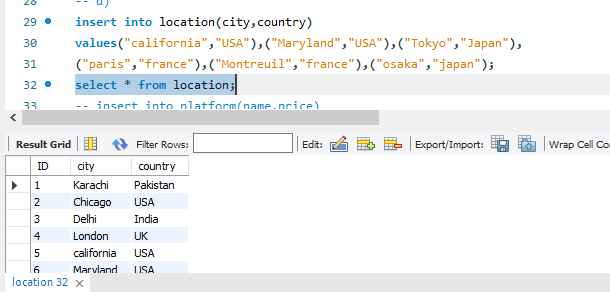 28 -- d)
29 insert into location(city,country)
30 values("california","USA"),("Maryland","USA"),("Tokyo","Japan"),
31 ("paris","france"),("Montreuil","france"),("osaka","japan");
32 select * from location;
33 -- insert into platform(name,price)
Result Grid Filter Rows: Edit: Export/Import: Wrap Cell Co
ID city country
1 Karachi Pakistan
2 Chicago USA
3 Delhi India
4 London UK
5 california USA
6 Maryland USA
location 32 ×